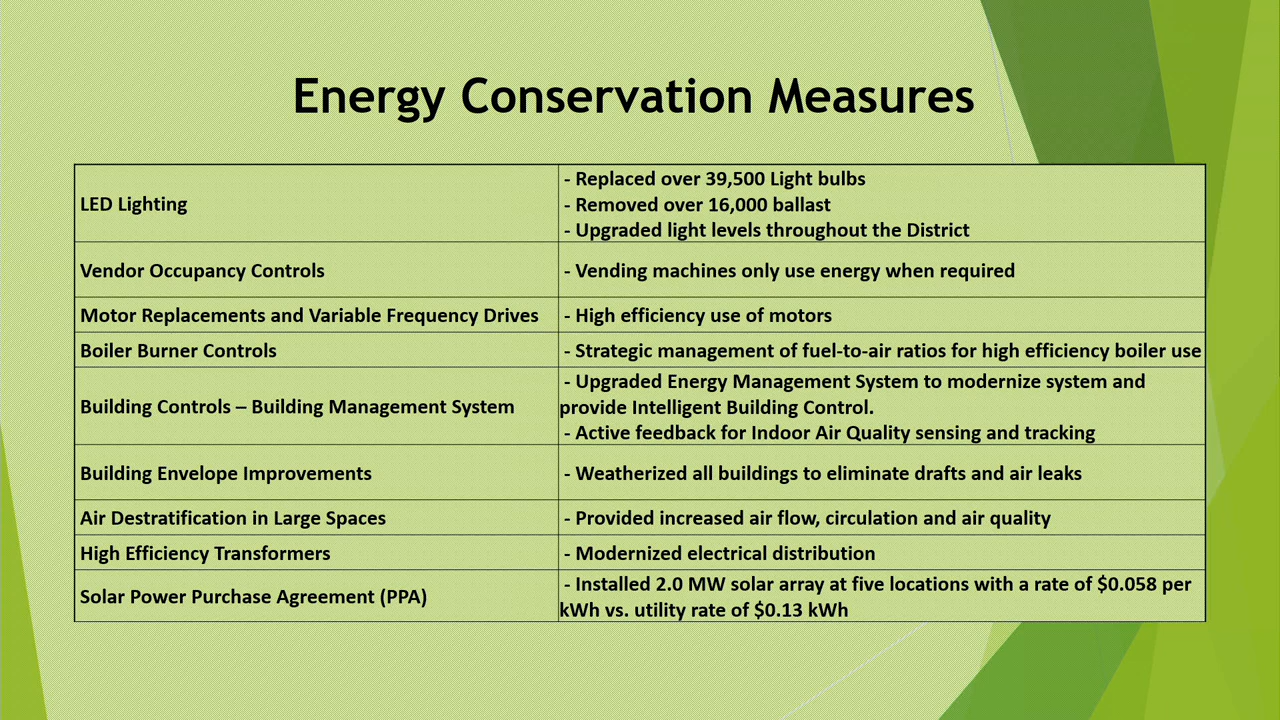 Energy Conservation Measures
LED Lighting
- Replaced over 39,500 Light bulbs
- Removed over 16,000 ballast
- Upgraded light levels throughout the District
Vendor Occupancy Controls
- Vending machines only use energy when required
Motor Replacements and Variable Frequency Drives
- High efficiency use of motors
Boiler Burner Controls
- Strategic management of fuel-to-air ratios for high efficiency boiler use
Building Controls – Building Management System
- Upgraded Energy Management System to modernize system and
provide Intelligent Building Control.
- Active feedback for Indoor Air Quality sensing and tracking
Building Envelope Improvements
- Weatherized all buildings to eliminate drafts and air leaks
Air Destratification in Large Spaces
- Provided increased air flow, circulation and air quality
High Efficiency Transformers
- Modernized electrical distribution
Solar Power Purchase Agreement (PPA)
- Installed 2.0 MW solar array at five locations with a rate of $0.058 per
kWh vs. utility rate of $0.13 kWh